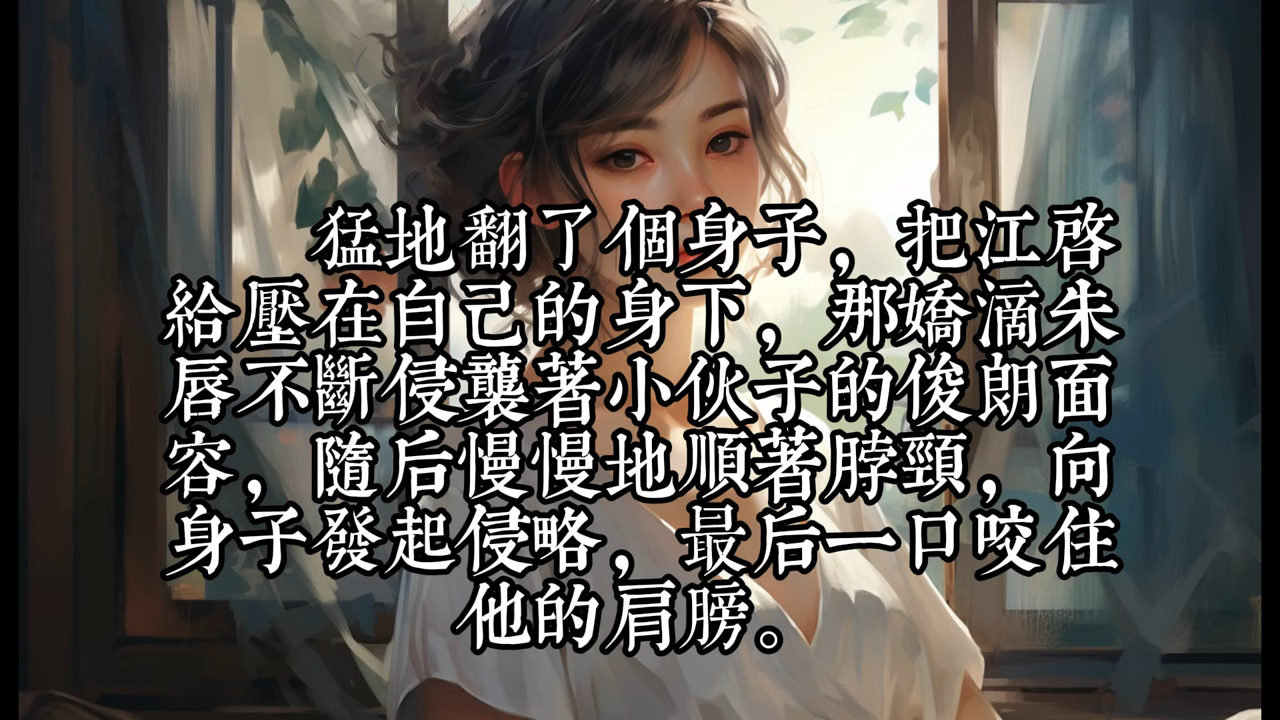 猛地翻了個身子，把江啓
給壓在自己的身下，那嬌滴朱
唇不斷侵襲著小伙子的俊朗面
容，隨后慢慢地順著脖頸，向
身子發起侵略，最后一口咬住
他的肩膀。